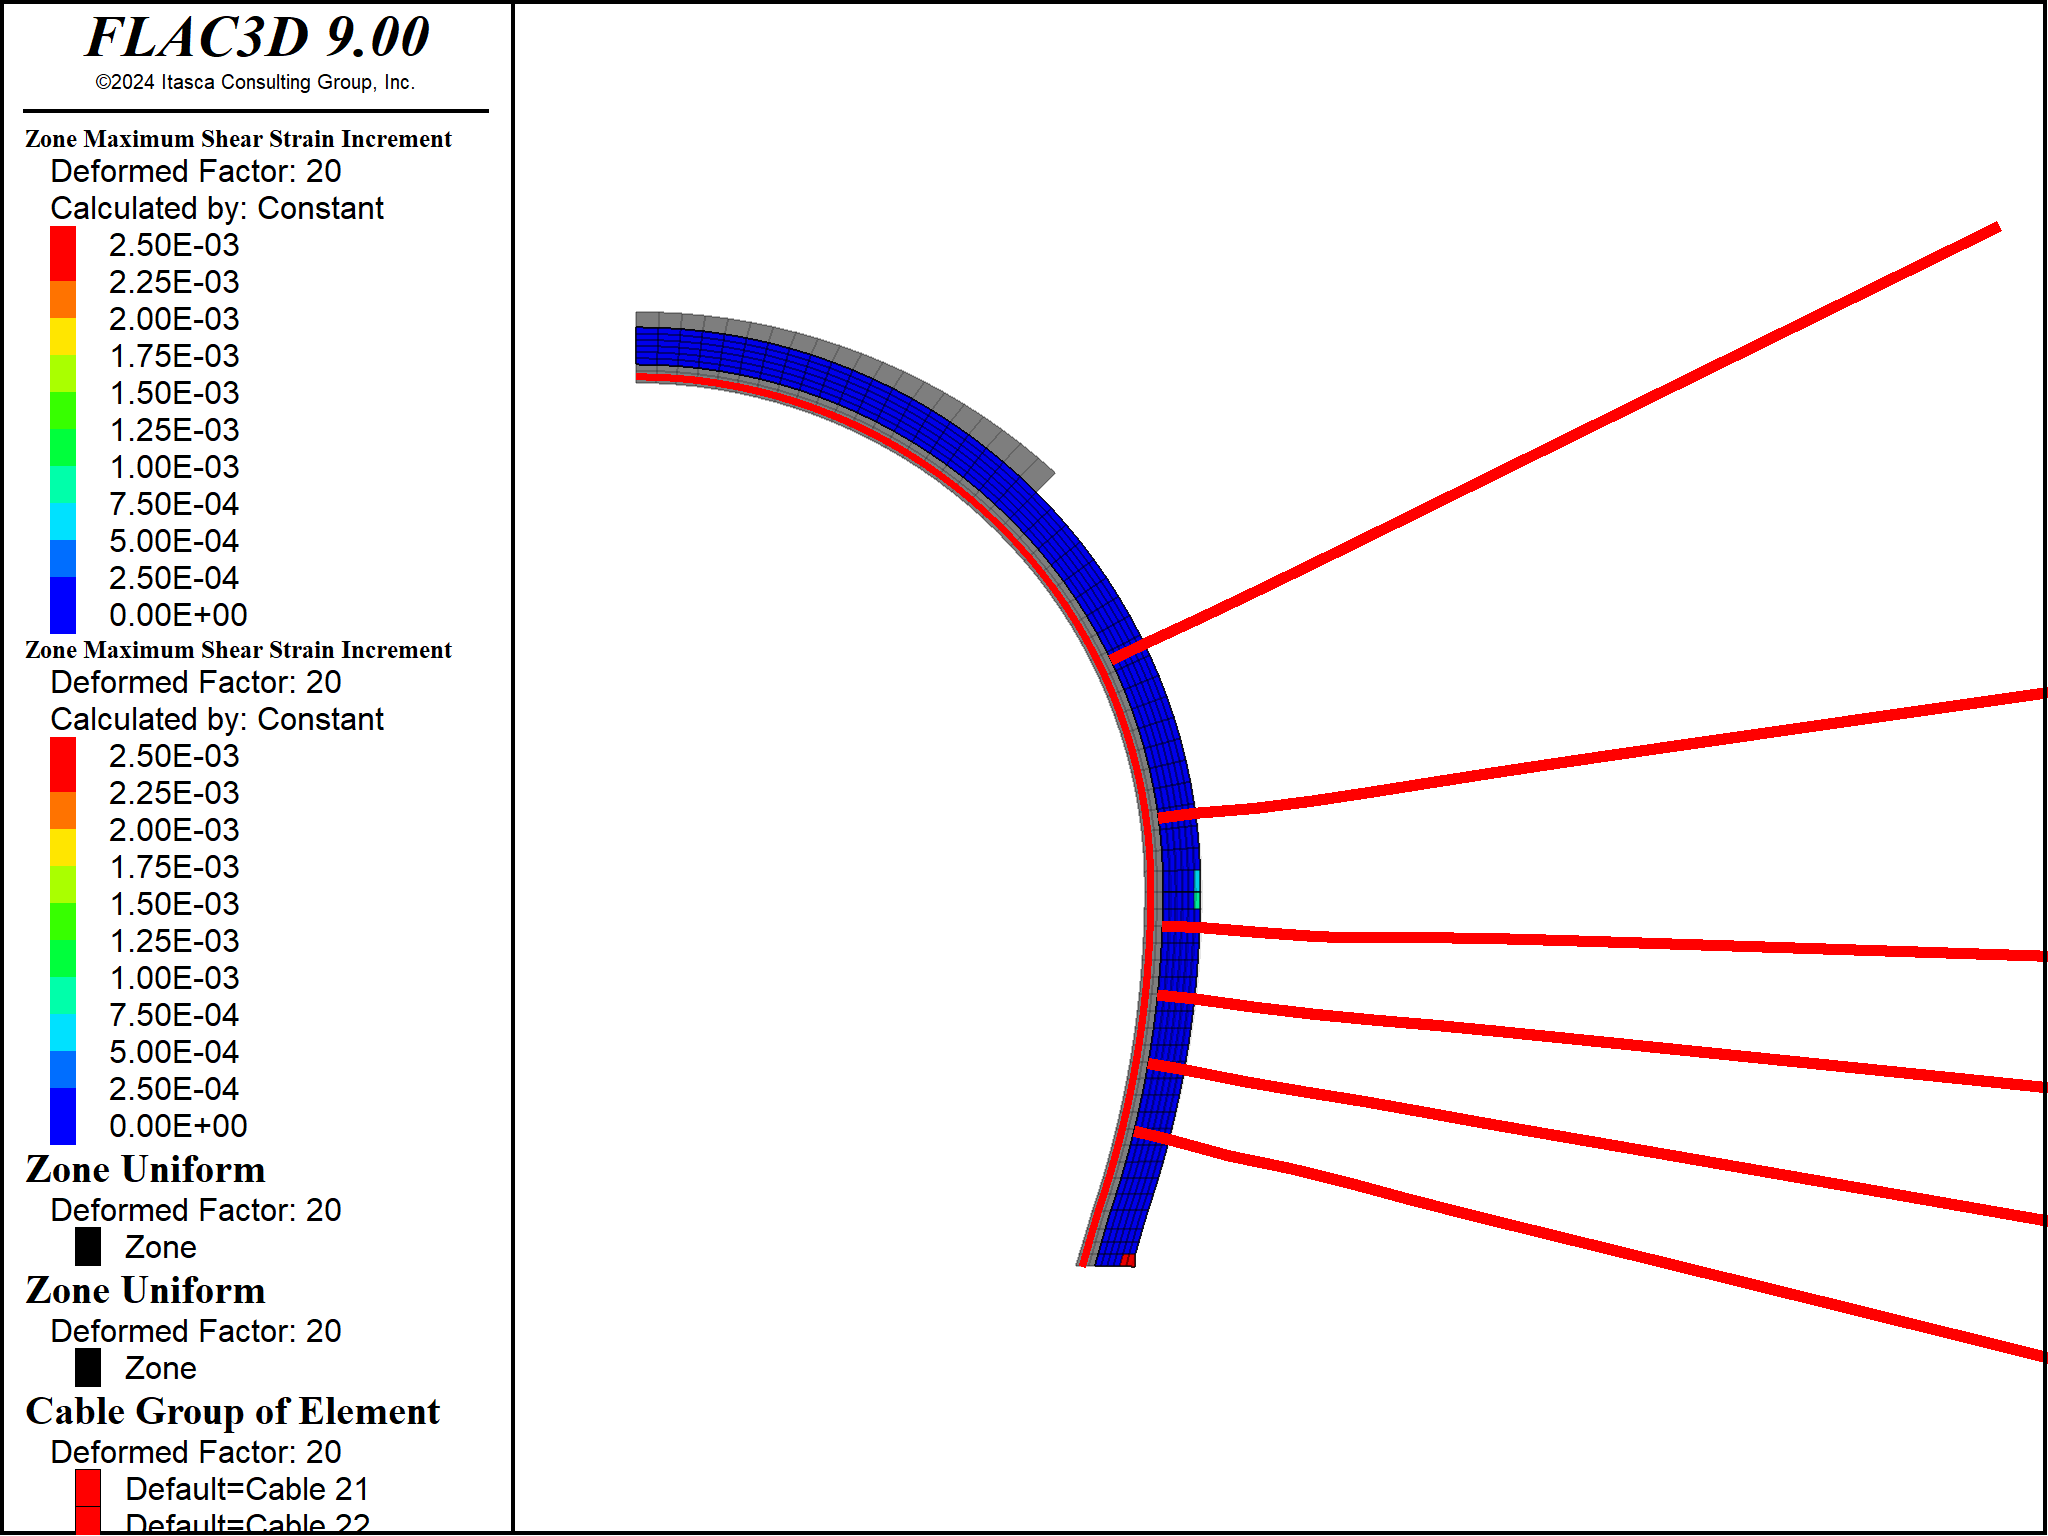 FLAC3D 9.00
©2024 Itasca Consulting Group, Inc.
Zone Maximum Shear Strain Increment
Deformed Factor: 20
Calculated by: Constant
2.50E-03
2.25E-03
2.00E-03
1.75E-03
1.50E-03
1.25E-03
1.00E-03
7.50E-04
5.00E-04
2.50E-04
0.00E+00
Zone Maximum Shear Strain Increment
Deformed Factor: 20
Calculated by: Constant
2.50E-03
2.25E-03
2.00E-03
1.75E-03
1.50E-03
1.25E-03
1.00E-03
7.50E-04
5.00E-04
2.50E-04
0.00E+00
Zone Uniform
Deformed Factor: 20
Zone
Zone Uniform
Deformed Factor: 20
Zone
Cable Group of Element
Deformed Factor: 20
Default=Cable 21
Default=Cable 22